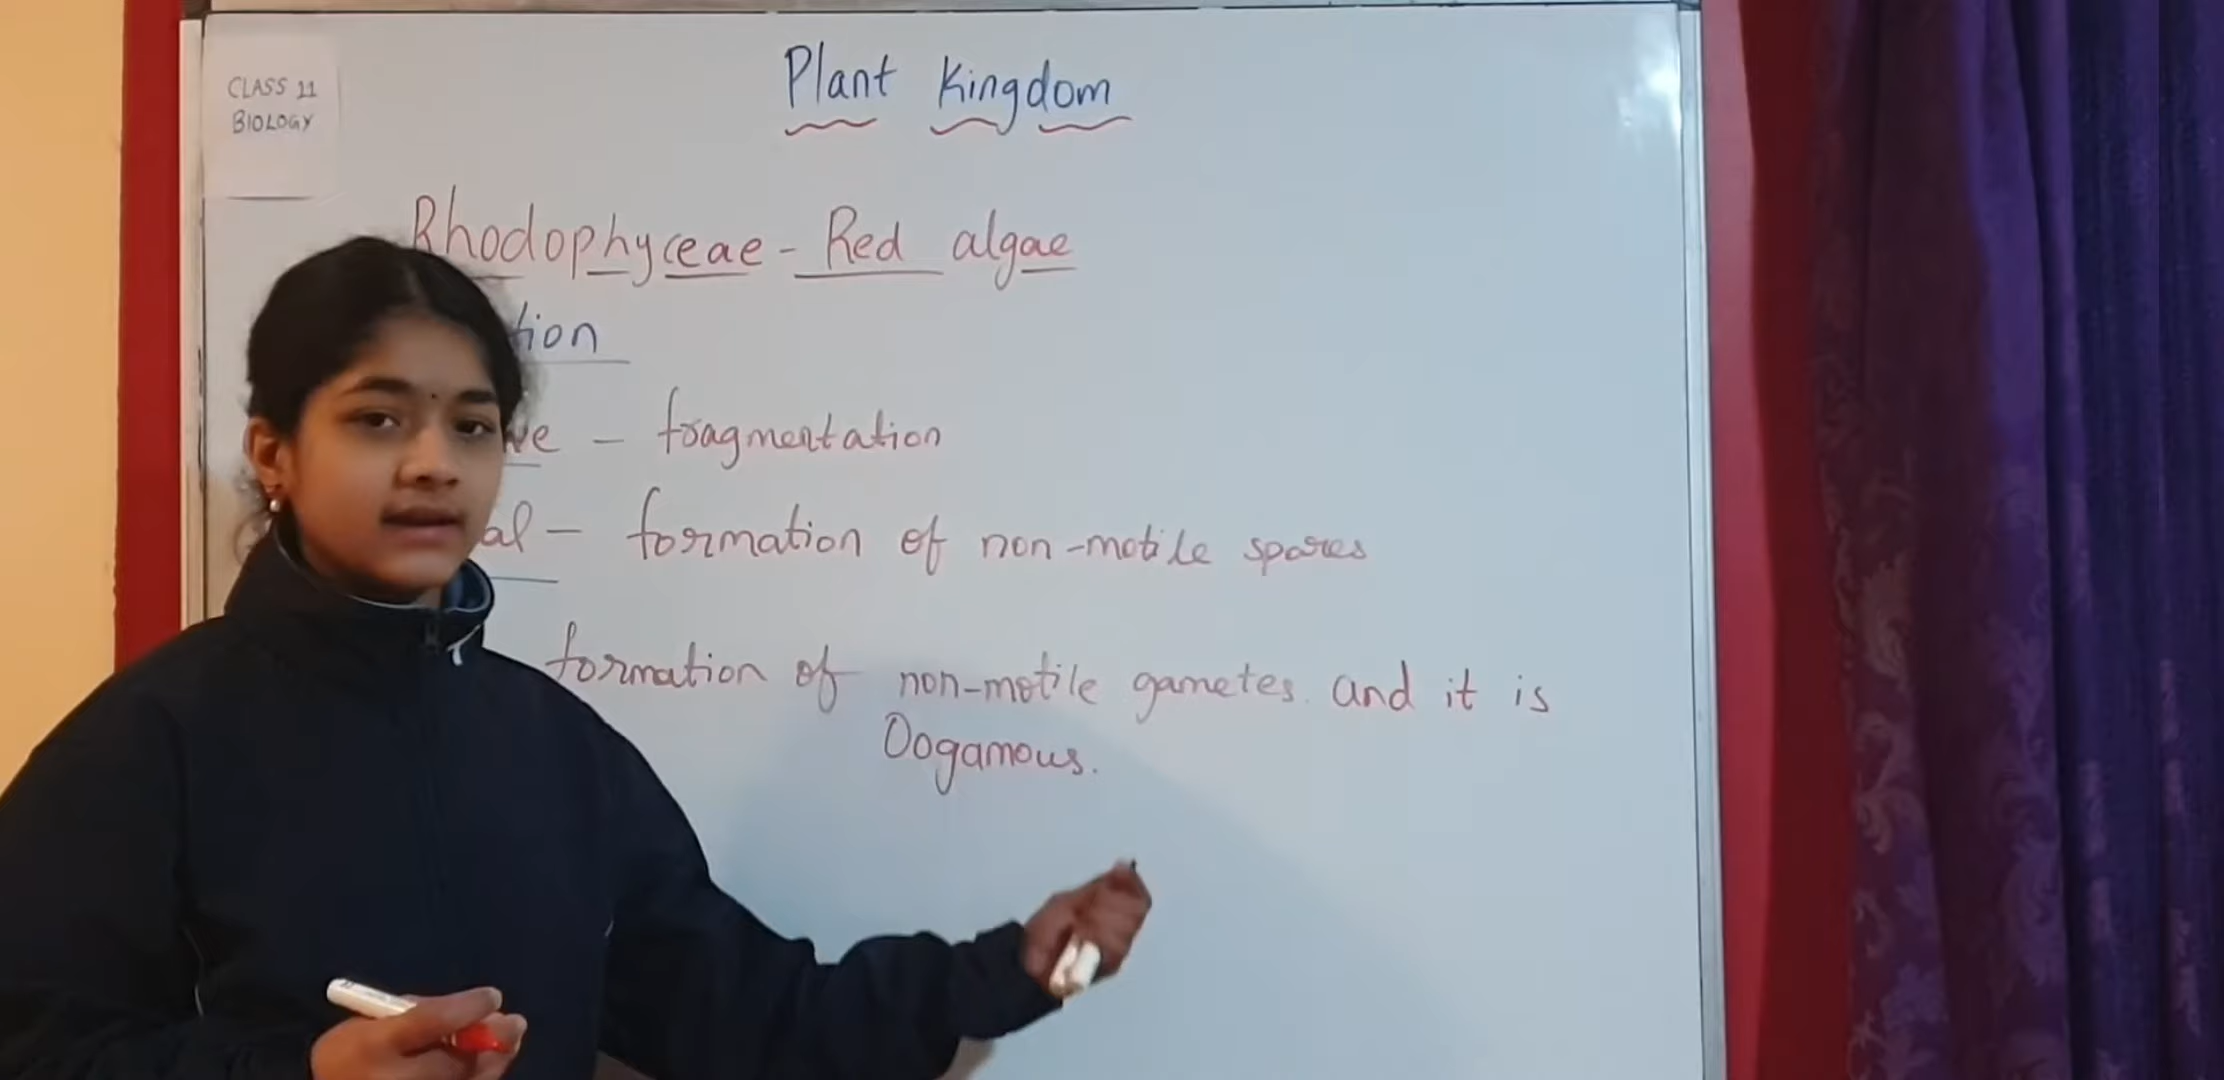 CLASS 11
BIOLOGY
Plant Kingdom
Rhodophyceae - Red algae
tion
ve - fragmentation
al - formation of non-motile spores
formation of non-motile gametes. and it is
Oogamous.